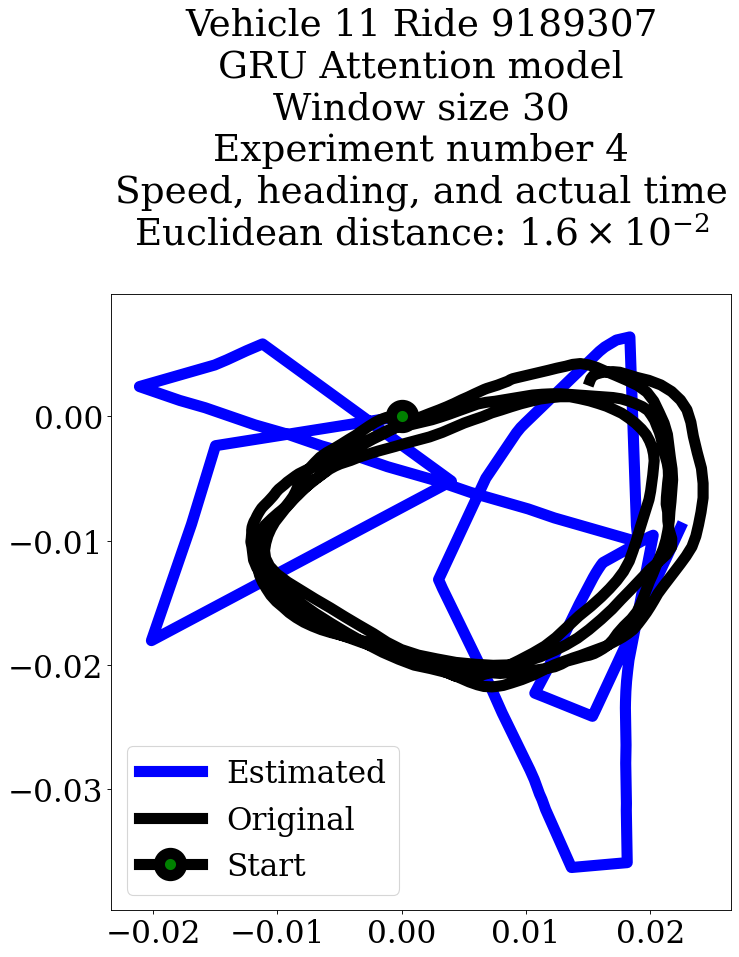 Vehicle 11 Ride 9189307
GRU Attention model
Window size 30
Experiment number 4
Speed, heading, and actual time
Euclidean distance: 1.6 × 10⁻²
0.00
−0.01
−0.02
−0.03
Estimated
Original
Start
−0.02 −0.01 0.00 0.01 0.02